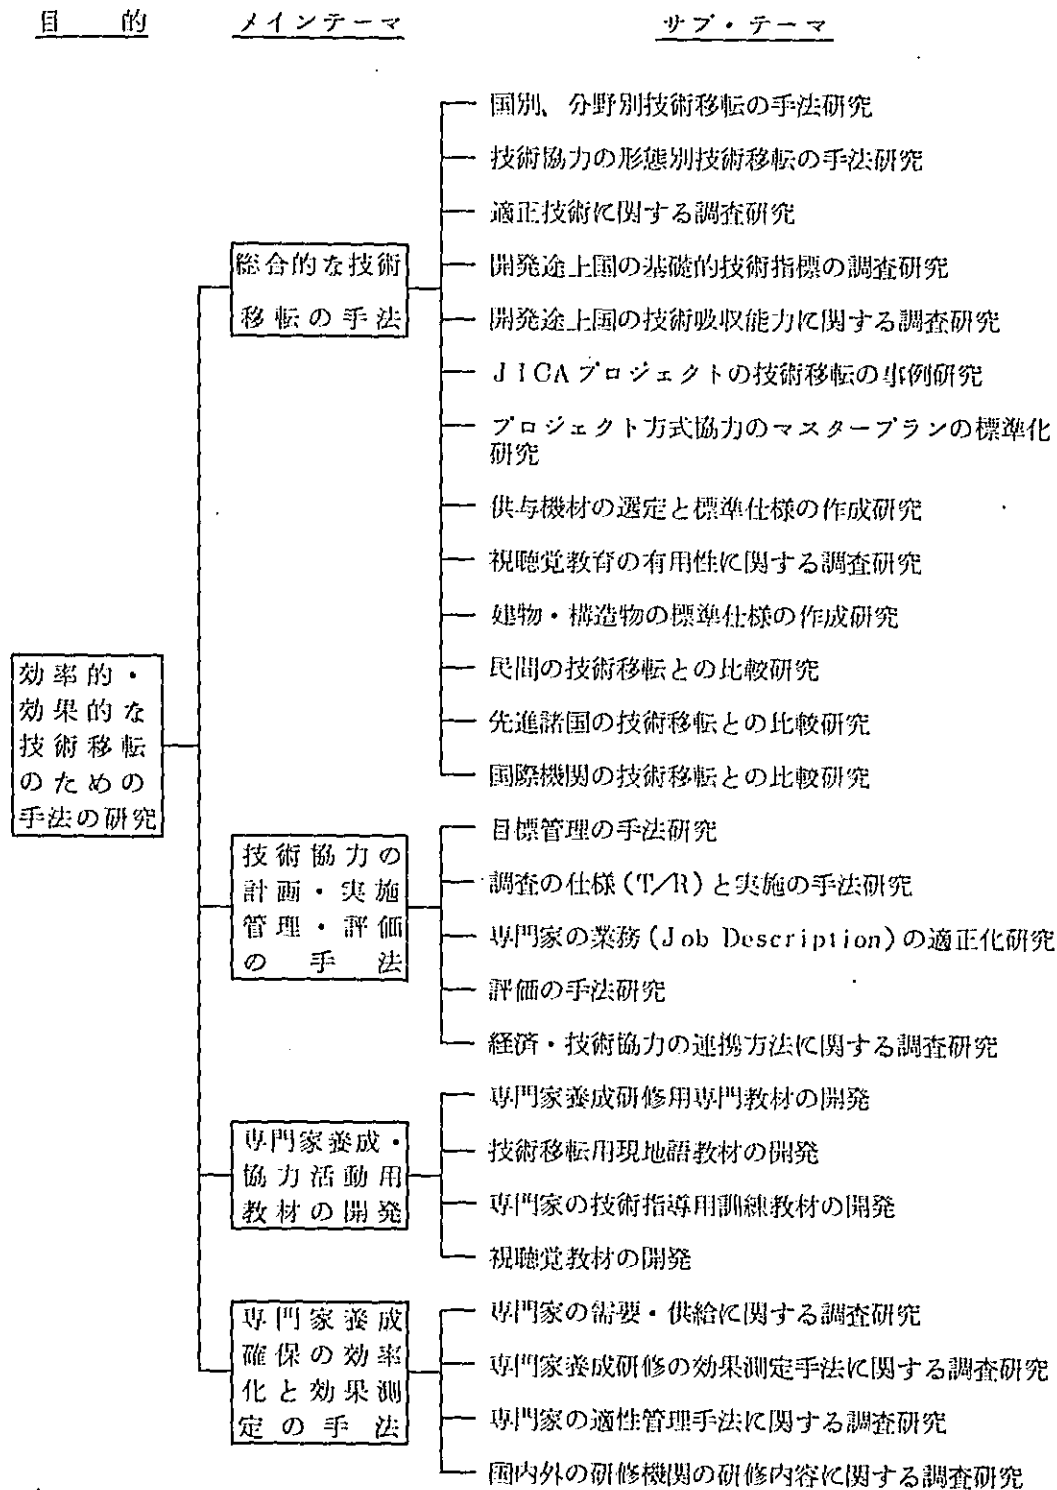 目的 メインテーマ サブ・テーマ
効率的・
効果的な
技術移転
のための
手法の研究
総合的な技術
移転の手法
国別、分野別技術移転の手法研究
技術協力の形態別技術移転の手法研究
適正技術に関する調査研究
開発途上国の基礎的技術指標の調査研究
開発途上国の技術吸収能力に関する調査研究
JICAプロジェクトの技術移転の事例研究
プロジェクト方式協力のマスタープランの標準化
研究
供与機材の選定と標準仕様の作成研究
視聴覚教育の有用性に関する調査研究
建物・構造物の標準仕様の作成研究
民間の技術移転との比較研究
先進諸国の技術移転との比較研究
国際機関の技術移転との比較研究
技術協力の
計画・実施
管理・評価
の手法
目標管理の手法研究
調査の仕様(T/R)と実施の手法研究
専門家の業務(Job Description)の適正化研究
評価の手法研究
経済・技術協力の連携方法に関する調査研究
専門家養成・
協力活動用
教材の開発
専門家養成研修用専門教材の開発
技術移転用現地語教材の開発
専門家の技術指導用訓練教材の開発
視聴覚教材の開発
専門家養成
確保の効率
化と効果測
定の手法
専門家の需要・供給に関する調査研究
専門家養成研修の効果測定手法に関する調査研究
専門家の適性管理手法に関する調査研究
国内外の研修機関の研修内容に関する調査研究